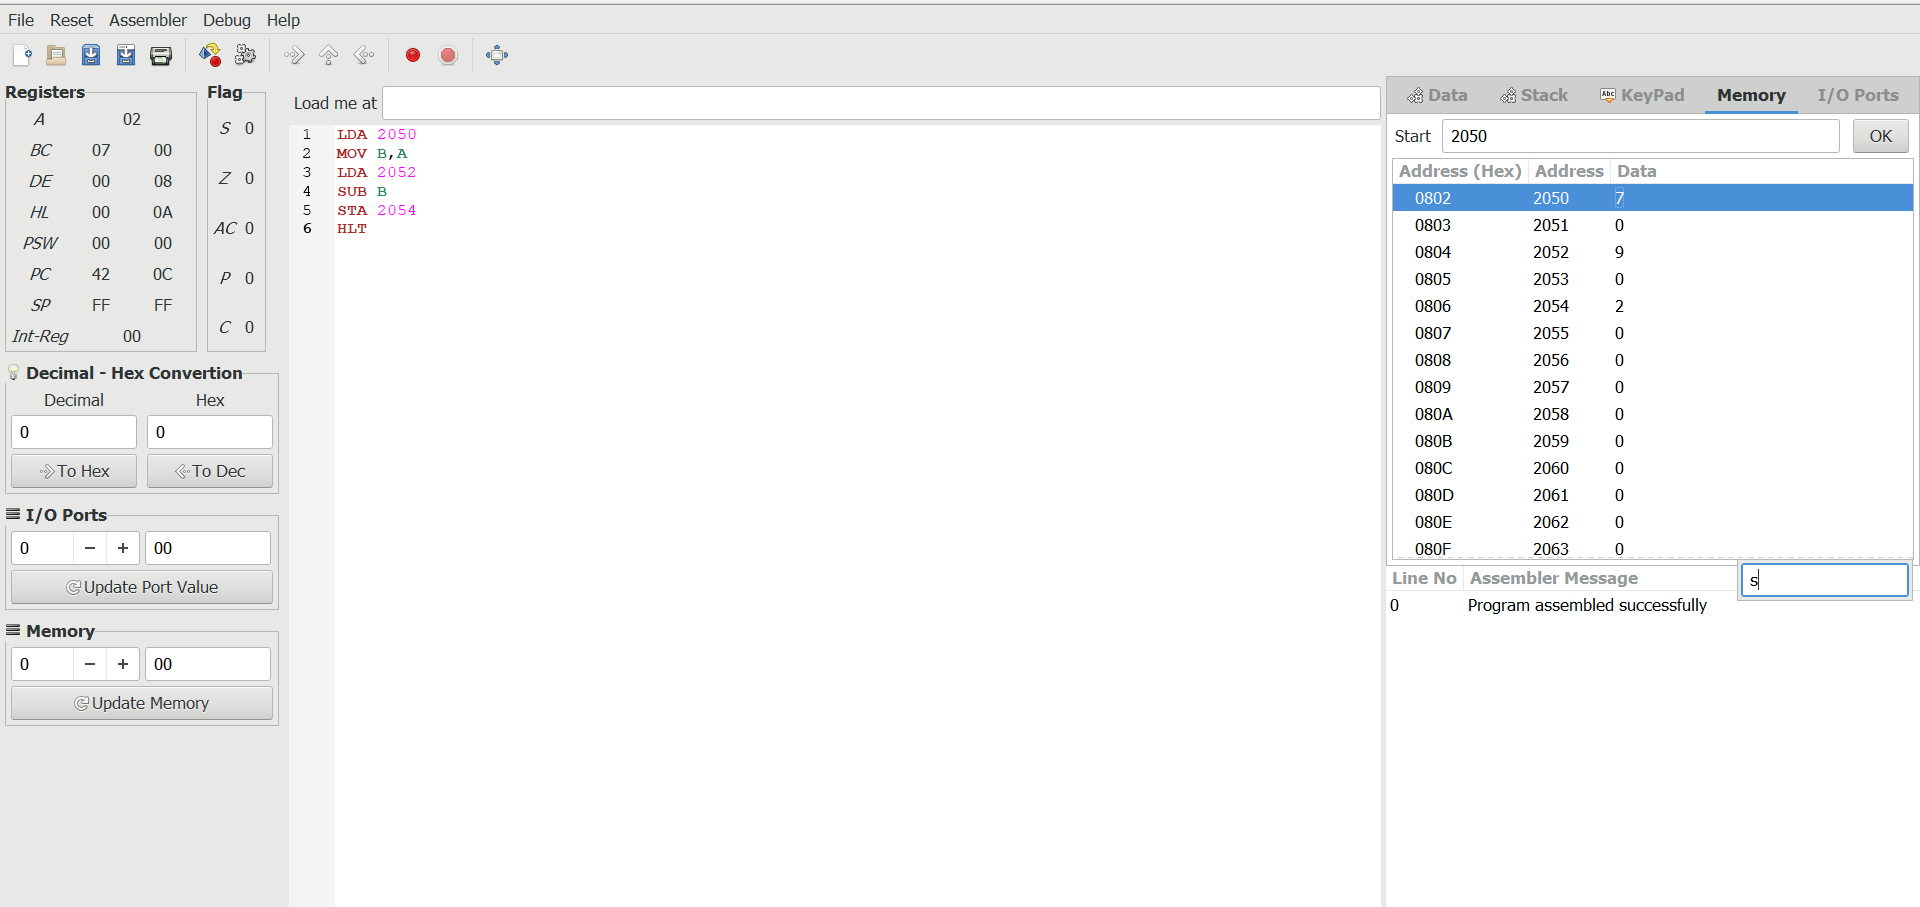 File Reset Assembler Debug Help
Registers
A 02
BC 07 00
DE 00 08
HL 00 0A
PSW 00 00
PC 42 0C
SP FF FF
Int-Reg 00
Flag
S 0
Z 0
AC 0
P 0
C 0
Decimal - Hex Convertion
Decimal Hex
0 0
To Hex To Dec
I/O Ports
0 − + 00
Update Port Value
Memory
0 − + 00
Update Memory
Load me at
1 LDA 2050
2 MOV B,A
3 LDA 2052
4 SUB B
5 STA 2054
6 HLT
Data Stack Abc KeyPad Memory I/O Ports
Start 2050 OK
Address (Hex) Address Data
0802 2050 7
0803 2051 0
0804 2052 9
0805 2053 0
0806 2054 2
0807 2055 0
0808 2056 0
0809 2057 0
080A 2058 0
080B 2059 0
080C 2060 0
080D 2061 0
080E 2062 0
080F 2063 0
Line No Assembler Message
s
0 Program assembled successfully